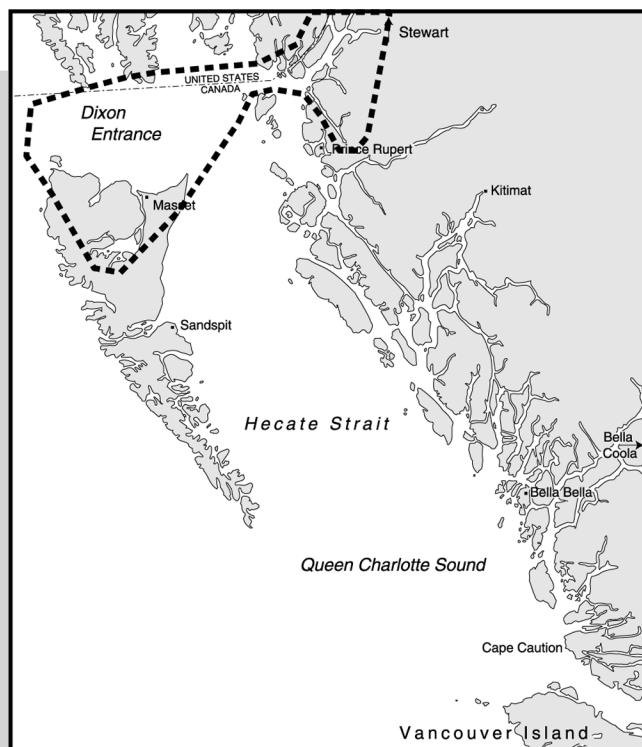 Stewart
UNITED STATES
CANADA
Dixon
Entrance
Prince Rupert
Kitimat
Masset
Sandspit
Hecate Strait
Bella
Coola
Bella Bella
Queen Charlotte Sound
Cape Caution
Vancouver Island